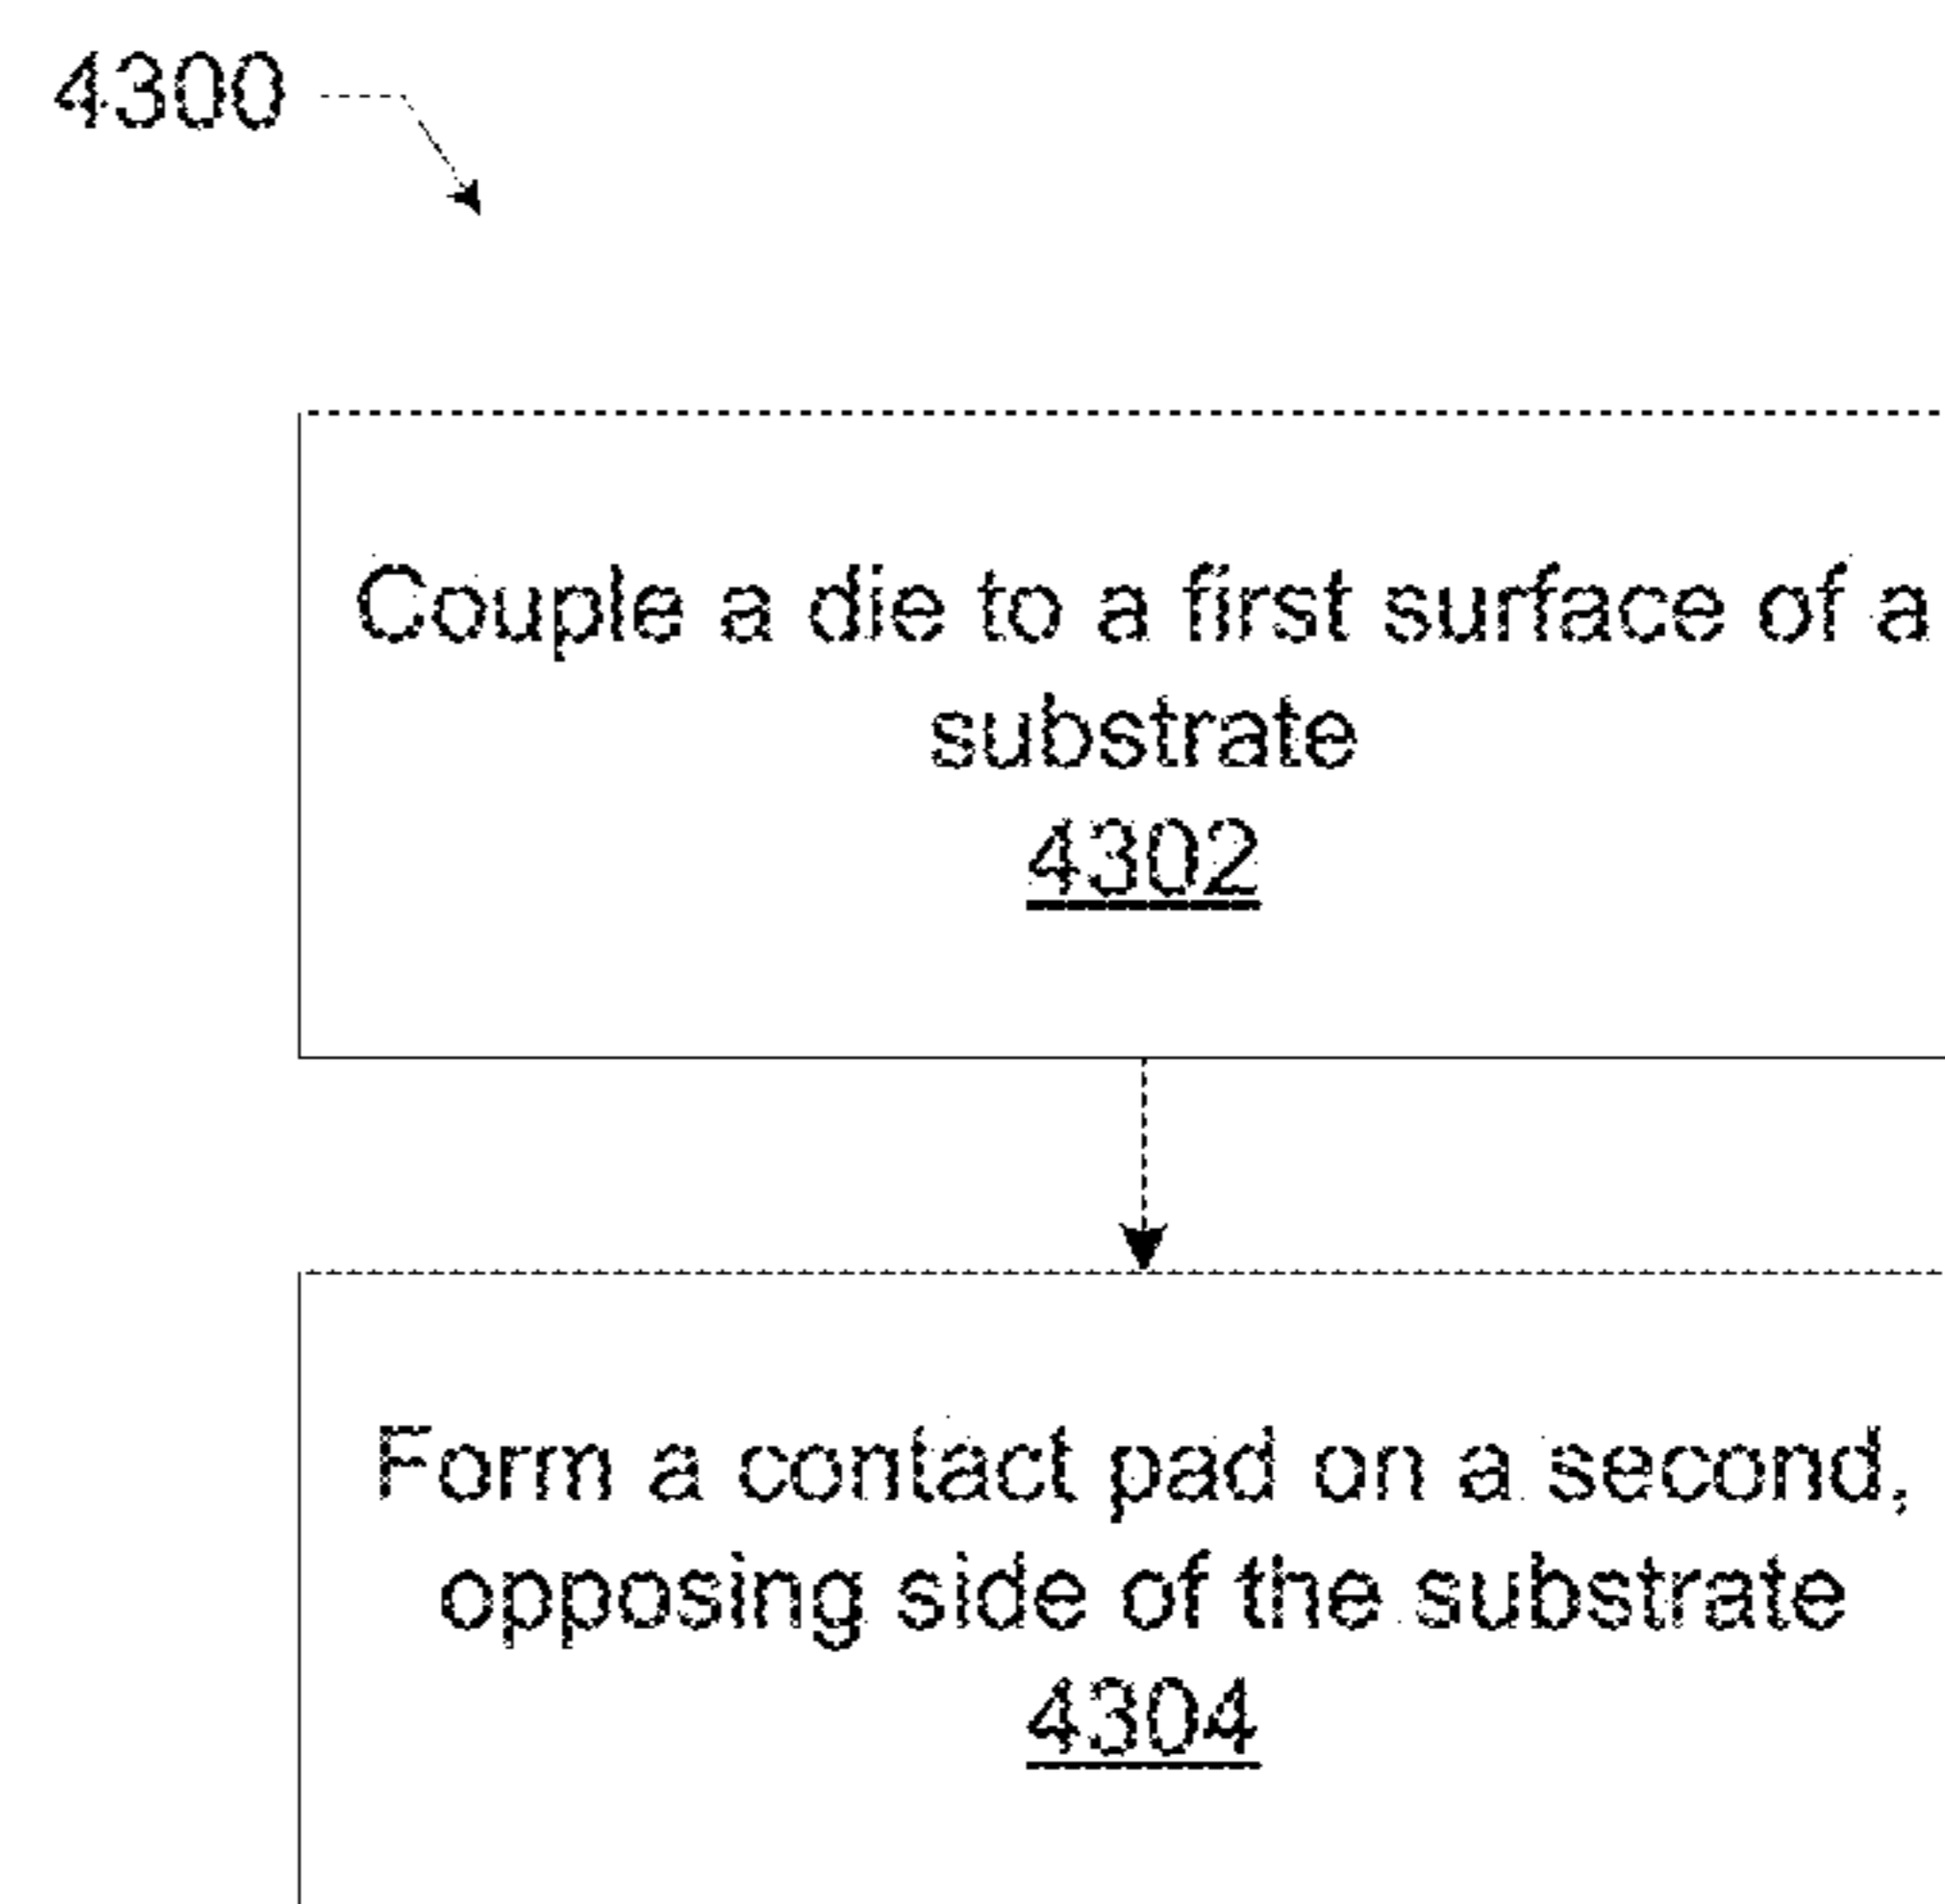 4300
Couple a die to a first surface of a
substrate
4302
Form a contact pad on a second,
opposing side of the substrate
4304